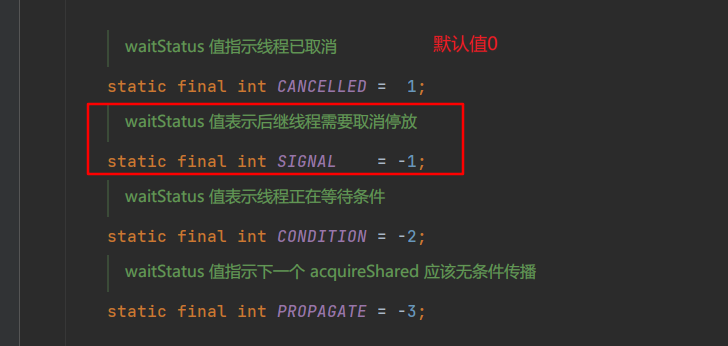 waitStatus 值指示线程已取消 默认值0
static final int CANCELLED = 1;
waitStatus 值表示后继线程需要取消停放
static final int SIGNAL = -1;
waitStatus 值表示线程正在等待条件
static final int CONDITION = -2;
waitStatus 值指示下一个 acquireShared 应该无条件传播
static final int PROPAGATE = -3;